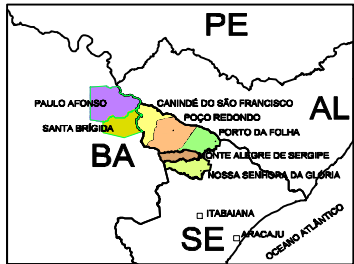 PE
PAULO AFONSO
CANINDÉ DO SÃO FRANCISCO
AL
POÇO REDONDO
SANTA BRÍGIDA
PORTO DA FOLHA
BA
MONTE ALEGRE DE SERGIPE
NOSSA SENHORA DA GLÓRIA
ITABAIANA
SE
ARACAJU
OCEANO ATLÂNTICO